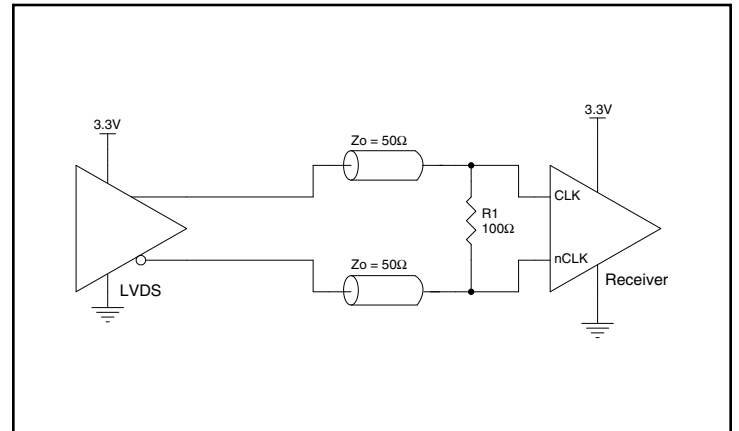 3.3V
LVDS
Zo = 50Ω
Zo = 50Ω
R1
100Ω
3.3V
CLK
nCLK
Receiver